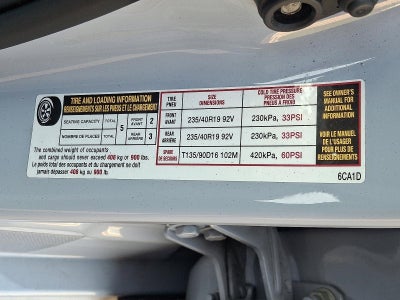 TIRE AND LOADING INFORMATION
RENSEIGNEMENTS SUR LES PNEUS ET LE CHARGEMENT
SEATING CAPACITY TOTAL 5 FRONT AVANT 2
NOMBRE DE PLACES TOTAL REAR ARRIERE 3
The combined weight of occupants
and cargo should never exceed 408 kg or 900 lbs.
Le poids total des occupants et du chargement ne doit
jamais dépasser 408 kg ou 900 lb.
TIRE PNEU SIZE DIMENSIONS COLD TIRE PRESSURE PRESSION DES PNEUS A FROID
FRONT AVANT 235/40R19 92V 230kPa, 33PSI
REAR ARRIERE 235/40R19 92V 230kPa, 33PSI
SPARE DE SECOURS T135/90D16 102M 420kPa, 60PSI
SEE OWNER'S
MANUAL FOR
ADDITIONAL
INFORMATION
VOIR LE MANUEL
DE L'USAGER
POUR PLUS DE
RENSEIGNEMENTS
6CA1D